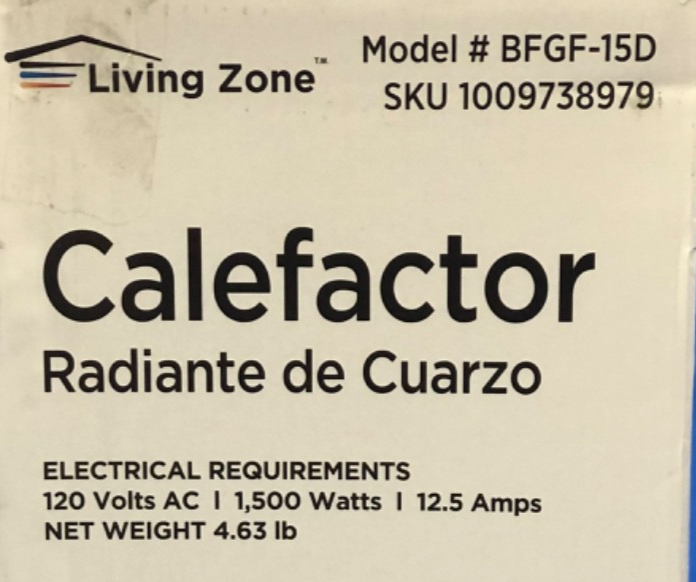 Living Zone™
Model # BFGF-15D
SKU 1009738979
Calefactor
Radiante de Cuarzo
ELECTRICAL REQUIREMENTS
120 Volts AC | 1,500 Watts | 12.5 Amps
NET WEIGHT 4.63 lb